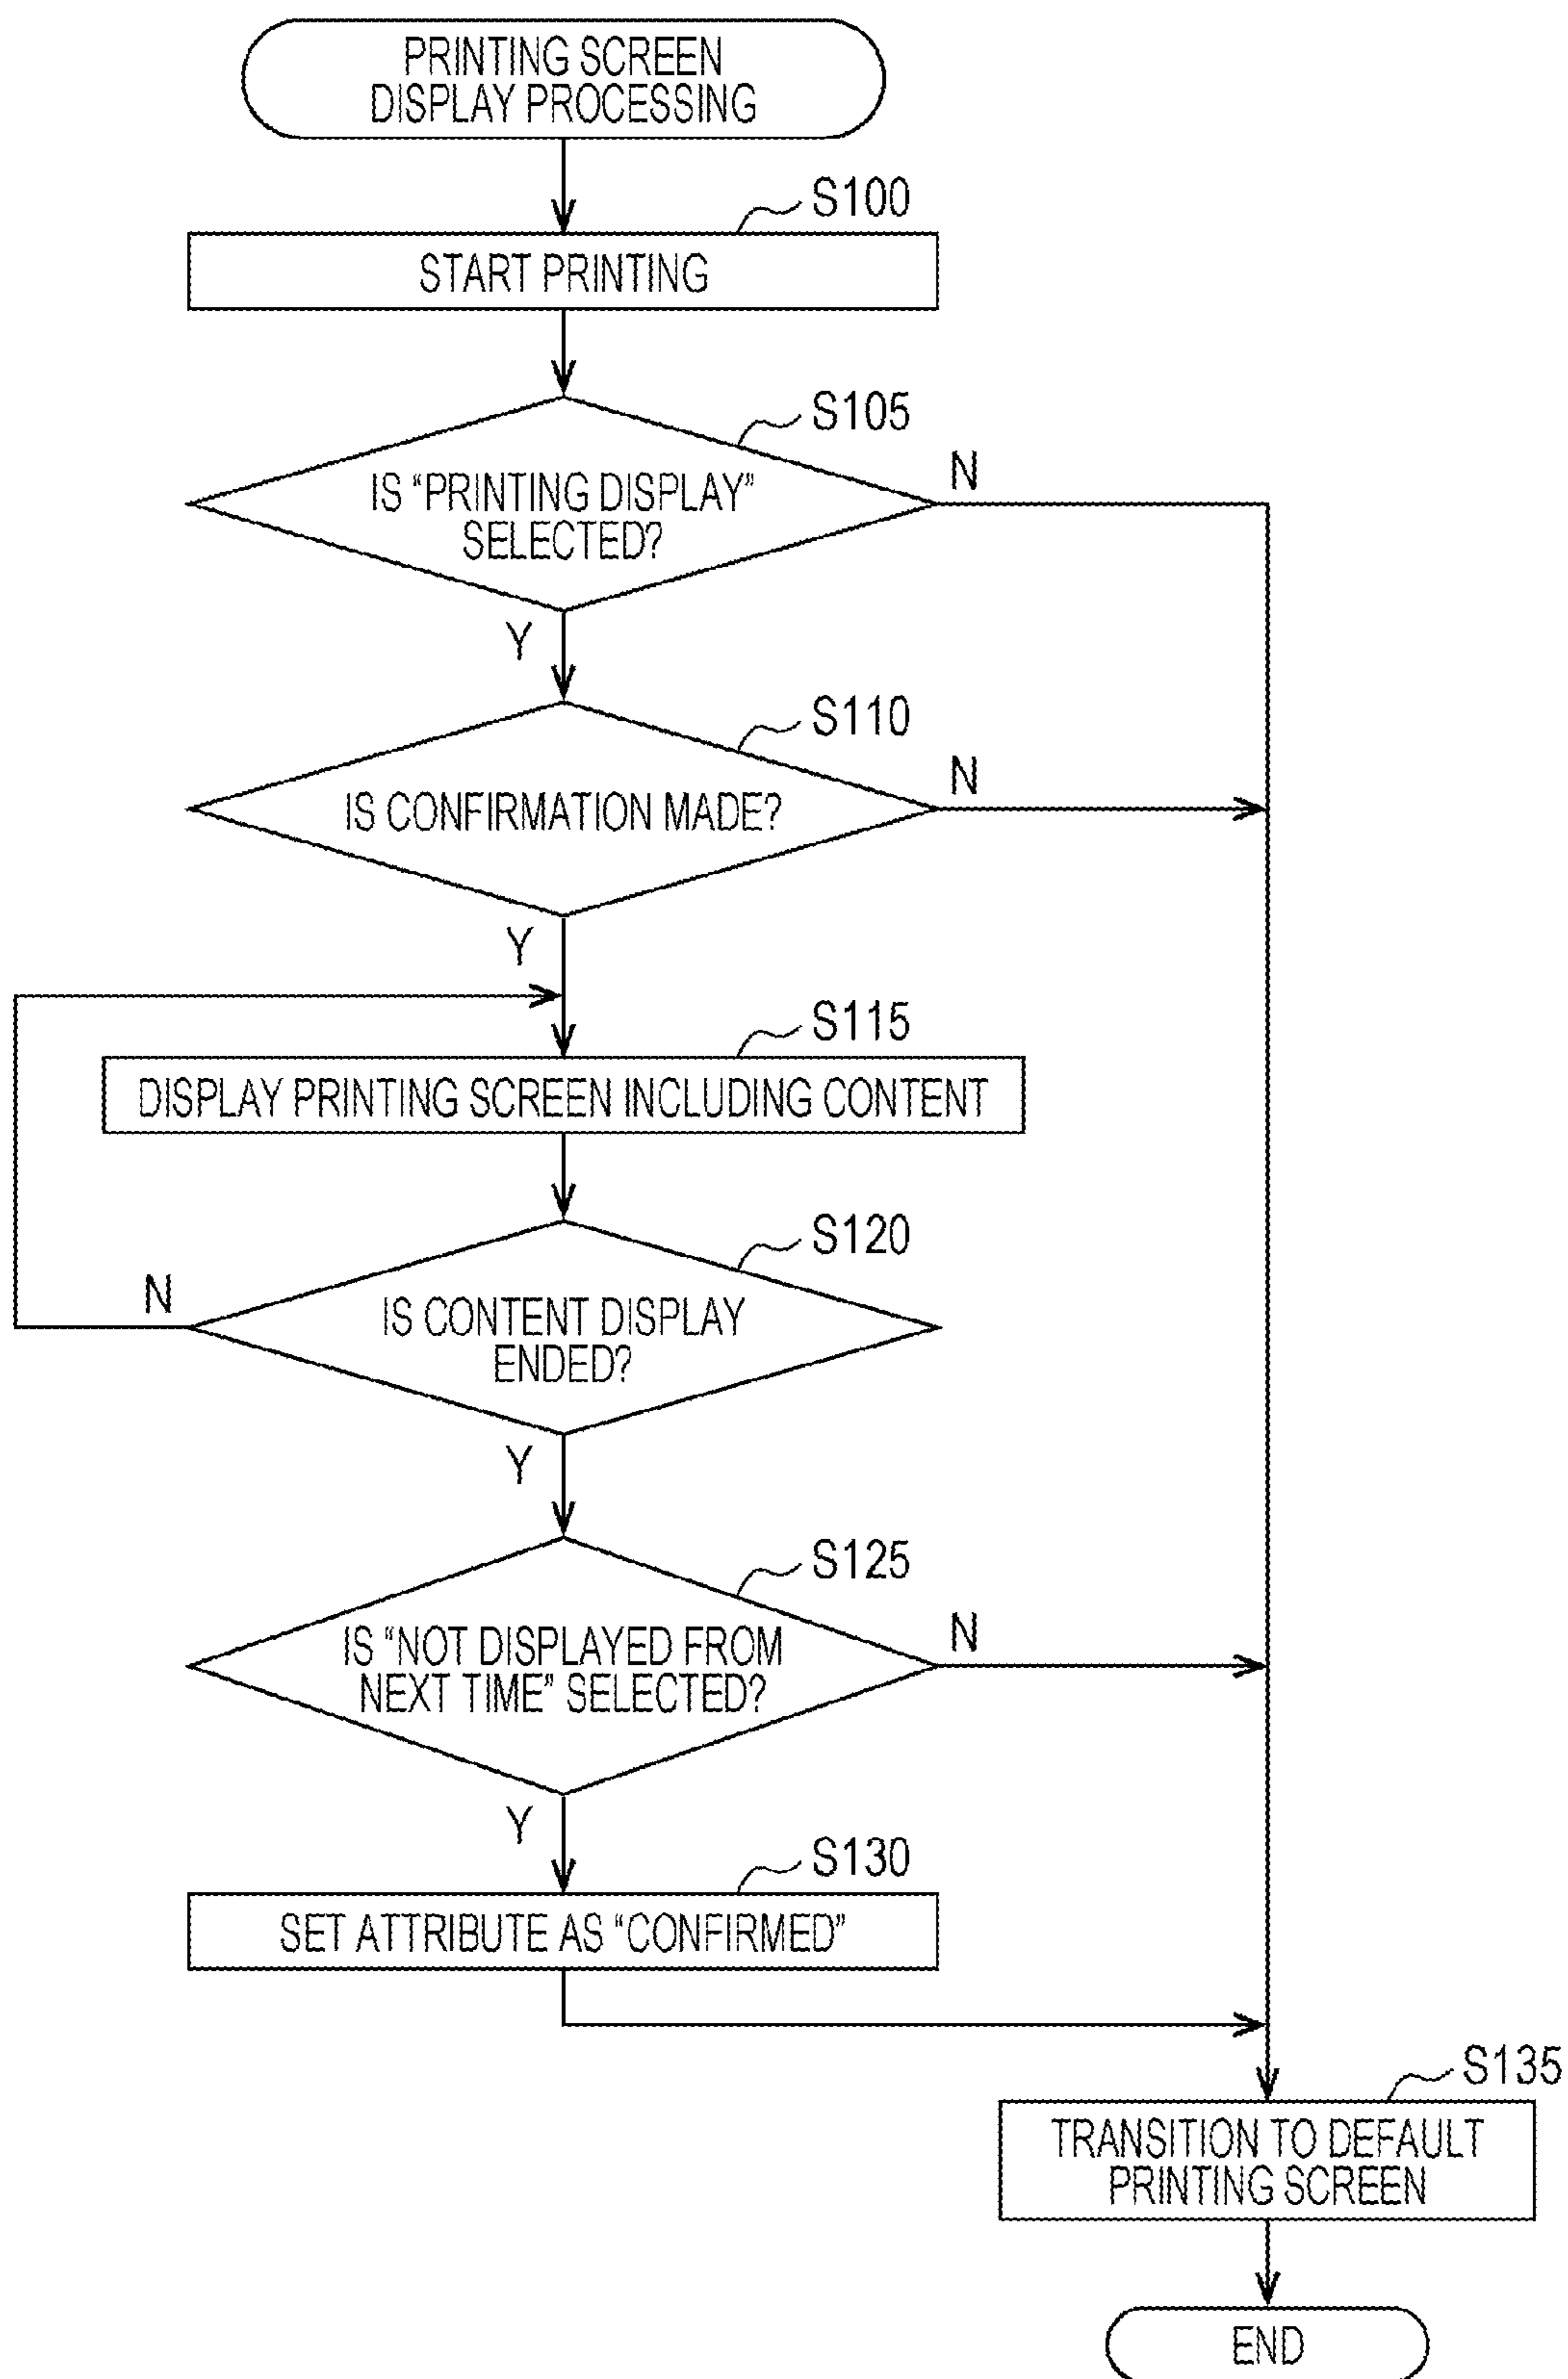 PRINTING SCREEN
DISPLAY PROCESSING
S100
START PRINTING
S105
IS “PRINTING DISPLAY”
SELECTED?
N
Y
S110
IS CONFIRMATION MADE?
N
Y
S115
DISPLAY PRINTING SCREEN INCLUDING CONTENT
S120
IS CONTENT DISPLAY
ENDED?
N
Y
S125
IS “NOT DISPLAYED FROM
NEXT TIME” SELECTED?
N
Y
S130
SET ATTRIBUTE AS “CONFIRMED”
S135
TRANSITION TO DEFAULT
PRINTING SCREEN
END